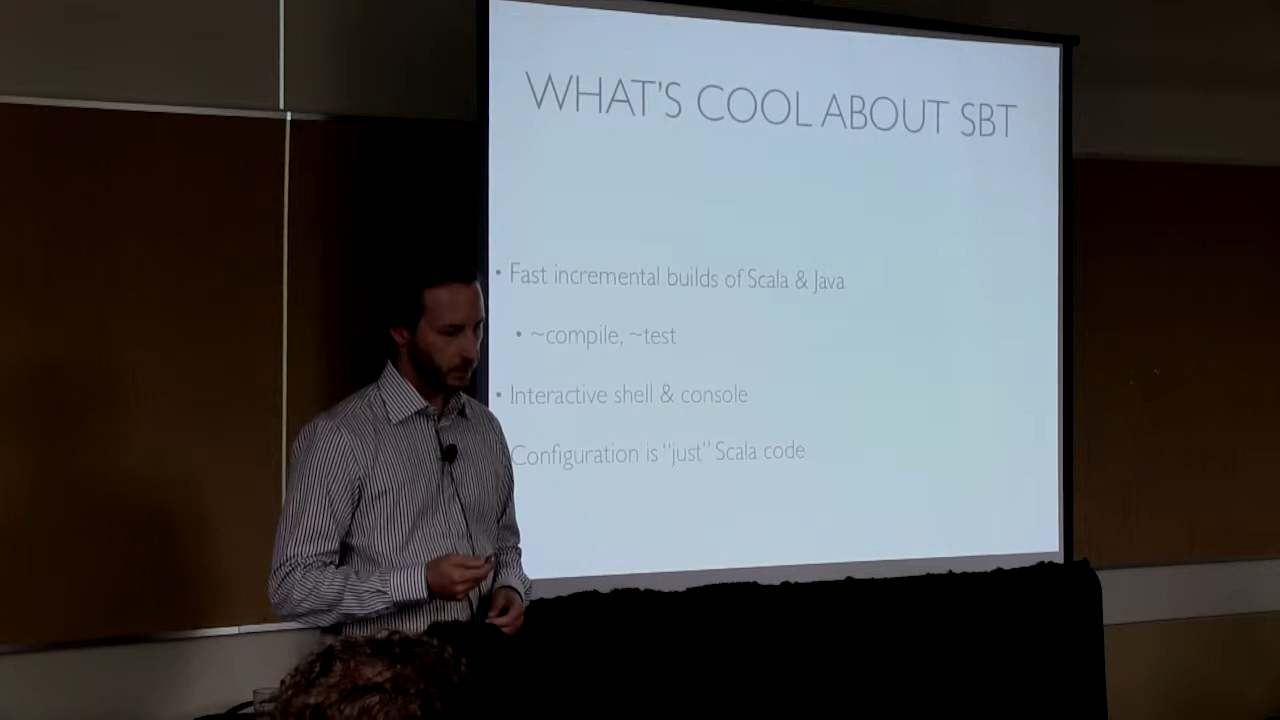 WHAT'S COOL ABOUT SBT
• Fast incremental builds of Scala & Java
• ~compile, ~test
• Interactive shell & console
Configuration is "just" Scala code